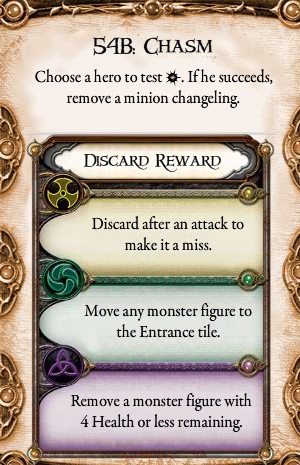 54B: Chasm
Choose a hero to test . If he succeeds,
remove a minion changeling.
Discard Reward
Discard after an attack to
make it a miss.
Move any monster figure to
the Entrance tile.
Remove a monster figure with
4 Health or less remaining.